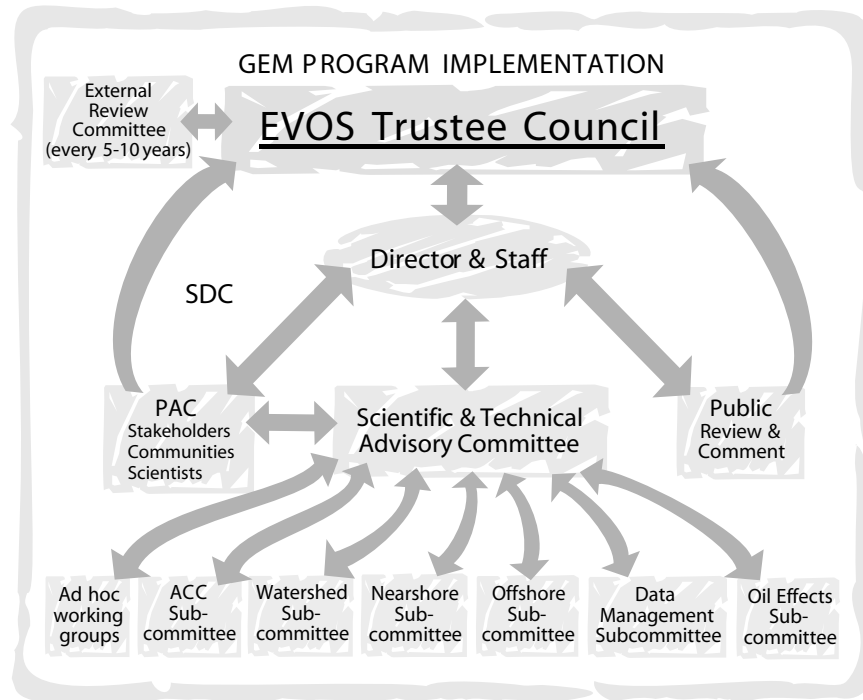 GEM PROGRAM IMPLEMENTATION
External
Review
Committee
(every 5-10 years)
EVOS Trustee Council
Director & Staff
SDC
PAC
Stakeholders
Communities
Scientists
Scientific & Technical
Advisory Committee
Public
Review &
Comment
Ad hoc
working
groups
ACC
Sub-
committee
Watershed
Sub-
committee
Nearshore
Sub-
committee
Offshore
Sub-
committee
Data
Management
Subcommittee
Oil Effects
Sub-
committee